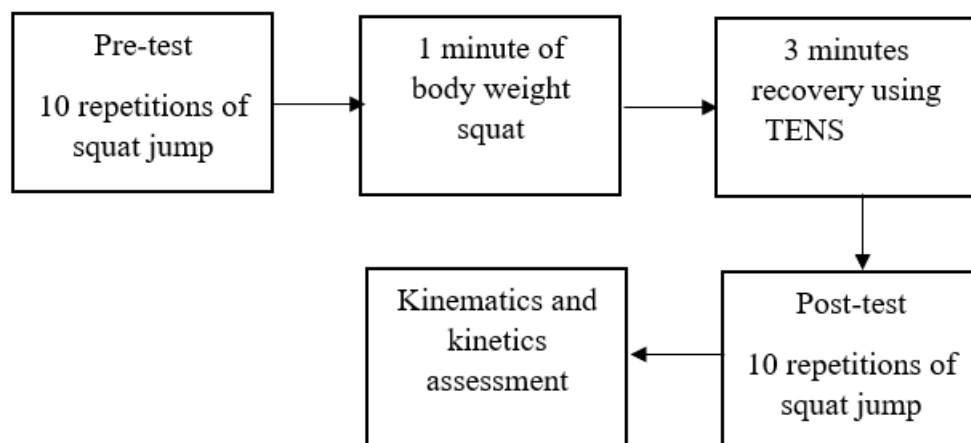 Pre-test
10 repetitions of
squat jump
1 minute of
body weight
squat
3 minutes
recovery using
TENS
Post-test
10 repetitions of
squat jump
Kinematics and
kinetics
assessment